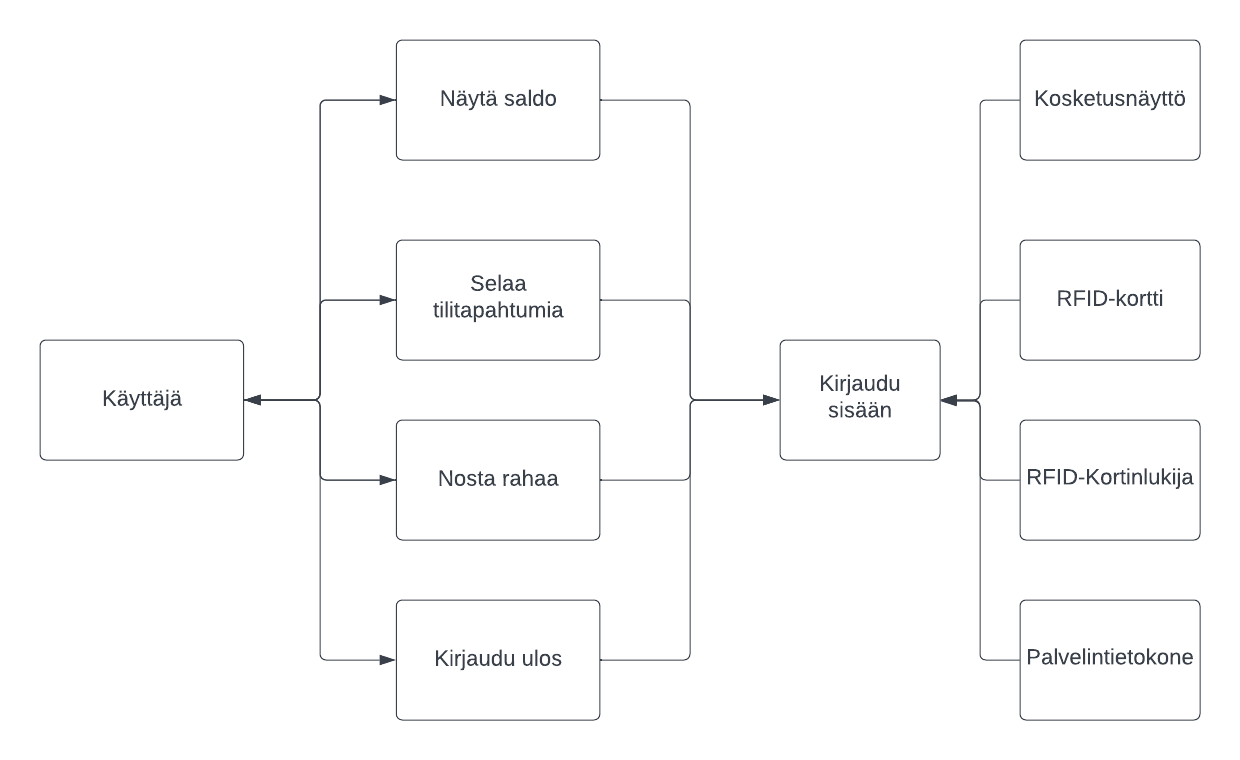 Näytä saldo
Kosketusnäyttö
Selaa
tilitapahtumia
RFID-kortti
Käyttäjä
Kirjaudu
sisään
Nosta rahaa
RFID-Kortinlukija
Kirjaudu ulos
Palvelintietokone